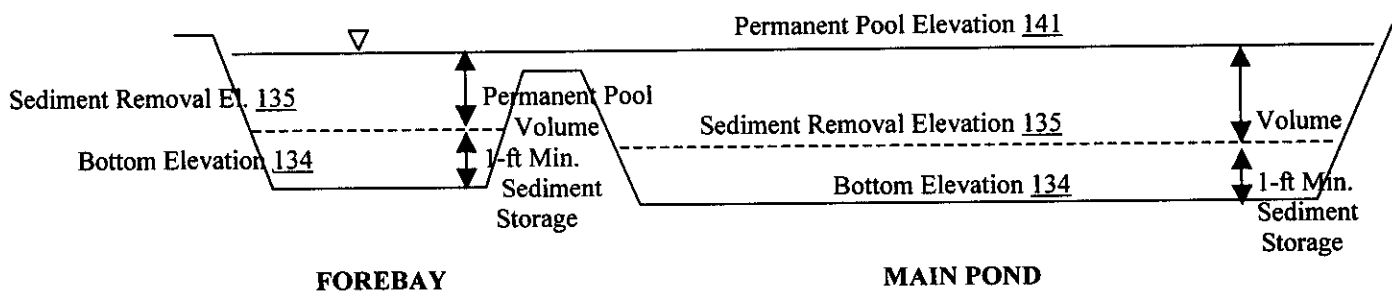 Permanent Pool Elevation 141
Sediment Removal El. 135
Permanent Pool
Volume
Sediment Removal Elevation 135
Volume
Bottom Elevation 134
1-ft Min.
Sediment
Storage
Bottom Elevation 134
1-ft Min.
Sediment
Storage
FOREBAY
MAIN POND